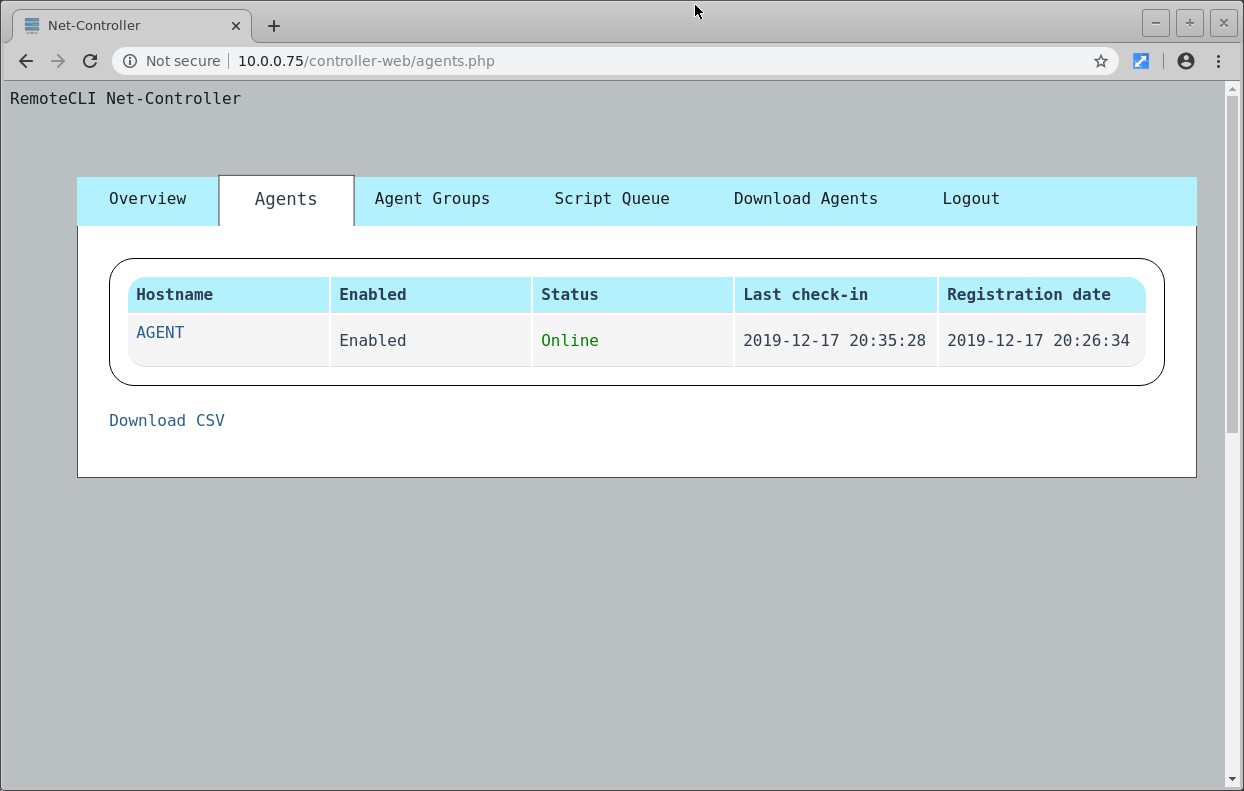 Net-Controller
Not secure
10.0.0.75/controller-web/agents.php
RemoteCLI Net-Controller
Overview Agents Agent Groups Script Queue Download Agents Logout
Hostname Enabled Status Last check-in Registration date
AGENT Enabled Online 2019-12-17 20:35:28 2019-12-17 20:26:34
Download CSV